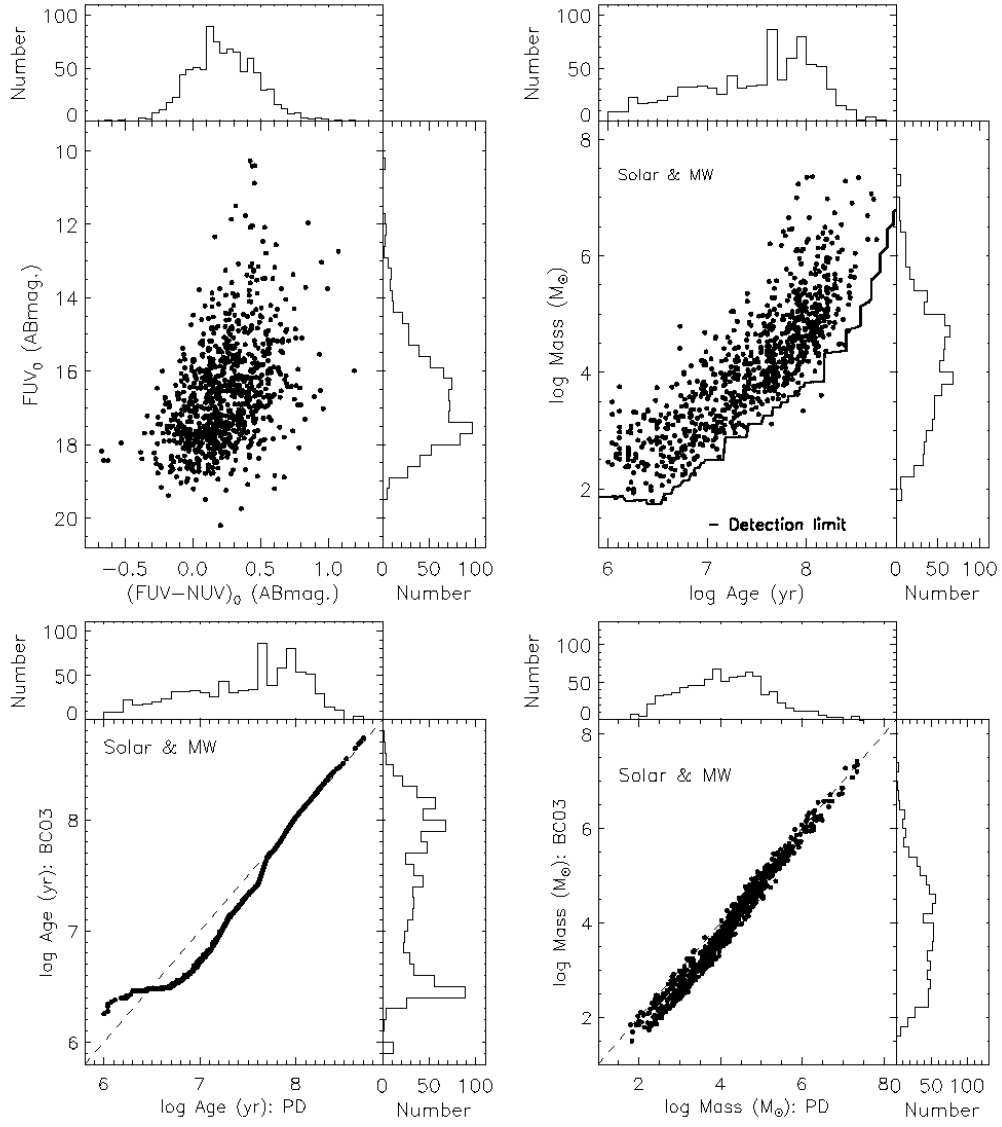 100
50
0
Number
10
12
14
16
18
20
FUV₀ (ABmag.)
−0.5 0.0 0.5 1.0
(FUV−NUV)₀ (ABmag.)
0 50 100
Number
100
50
0
Number
8
6
4
2
log Mass (M⊙)
Solar & MW
– Detection limit
6 7 8
log Age (yr)
0 50 100
Number
100
50
0
Number
8
7
6
log Age (yr): BC03
Solar & MW
6 7 8
log Age (yr): PD
0 50 100
Number
100
50
0
Number
8
6
4
2
log Mass (M⊙): BC03
Solar & MW
2 4 6 8
log Mass (M⊙): PD
0 50 100
Number